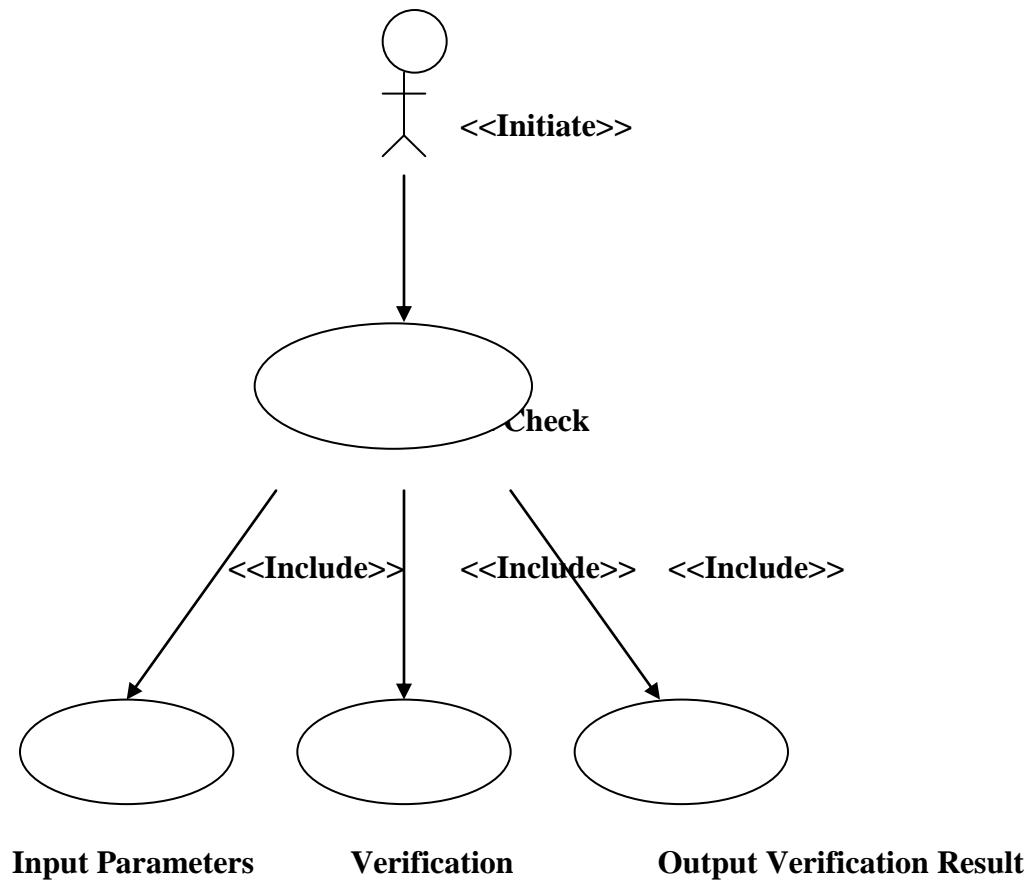 <<Initiate>>
Check
<<Include>> <<Include>> <<Include>>
Input Parameters Verification Output Verification Result